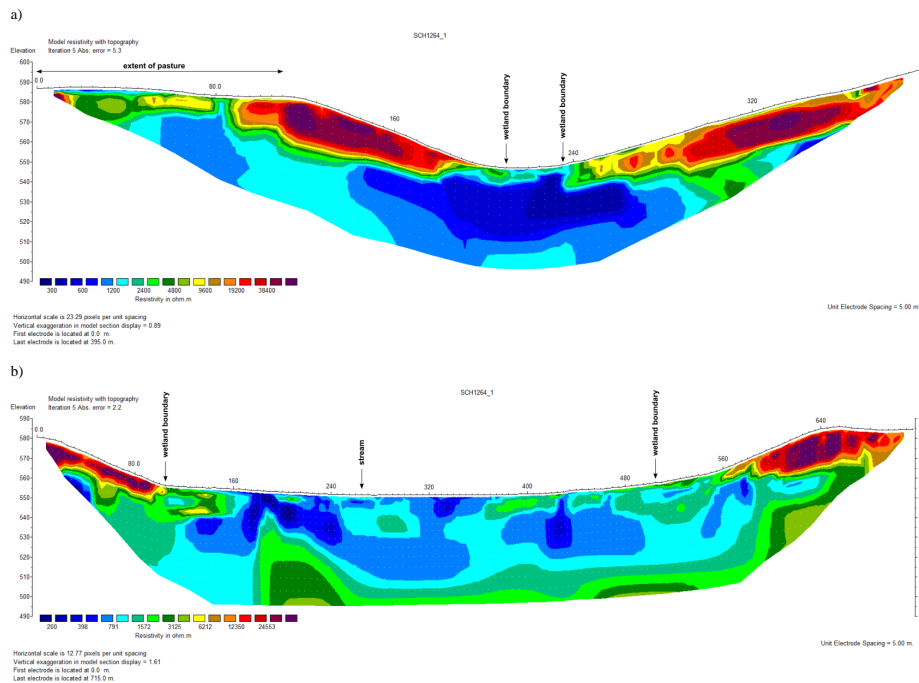 a)
Model resistivity with topography
SCH1264_1
Elevation Iteration 5 Abs. error = 5.3
600
extent of pasture
0.0
590
80.0
320
580
570
160
wetland boundary
wetland boundary
560
240
550
540
530
520
510
500
490
300 600 1200 2400 4800 9600 19200 38400
Resistivity in ohm.m
Horizontal scale is 23.29 pixels per unit spacing
Unit Electrode Spacing = 5.00 m
Vertical exaggeration in model section display = 0.89
First electrode is located at 0.0 m.
Last electrode is located at 395.0 m.
b)
Model resistivity with topography
SCH1264_1
Elevation Iteration 5 Abs. error = 2.2
590
0.0
640
580
wetland boundary
stream
wetland boundary
570
80.0
560
560
160 240 320 400 480
550
540
530
520
510
500
490
200 398 791 1572 3125 6212 12350 24553
Resistivity in ohm.m
Horizontal scale is 12.77 pixels per unit spacing
Unit Electrode Spacing = 5.00 m.
Vertical exaggeration in model section display = 1.61
First electrode is located at 0.0 m.
Last electrode is located at 715.0 m.